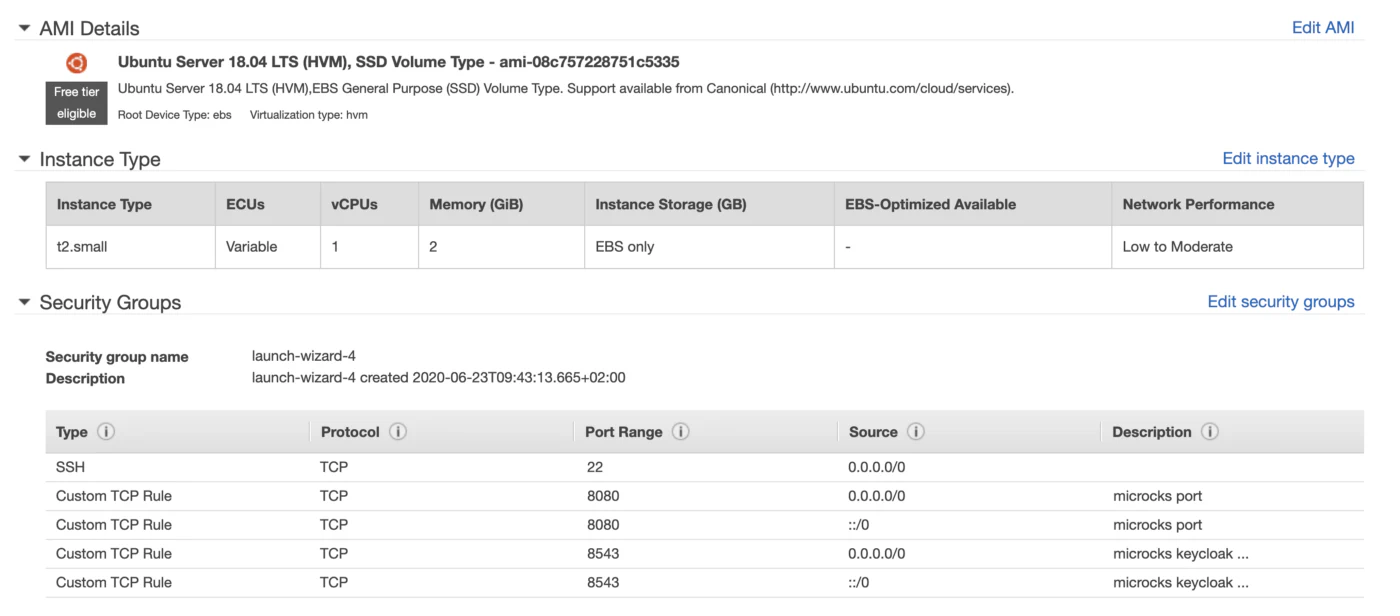 AMI Details Edit AMI
Ubuntu Server 18.04 LTS (HVM), SSD Volume Type - ami-08c757228751c5335
Free tier eligible
Ubuntu Server 18.04 LTS (HVM),EBS General Purpose (SSD) Volume Type. Support available from Canonical (http://www.ubuntu.com/cloud/services).
Root Device Type: ebs Virtualization type: hvm
Instance Type Edit instance type
Instance Type ECUs vCPUs Memory (GiB) Instance Storage (GB) EBS-Optimized Available Network Performance
t2.small Variable 1 2 EBS only - Low to Moderate
Security Groups Edit security groups
Security group name launch-wizard-4
Description launch-wizard-4 created 2020-06-23T09:43:13.665+02:00
Type Protocol Port Range Source Description
SSH TCP 22 0.0.0.0/0
Custom TCP Rule TCP 8080 0.0.0.0/0 microcks port
Custom TCP Rule TCP 8080 ::/0 microcks port
Custom TCP Rule TCP 8543 0.0.0.0/0 microcks keycloak ...
Custom TCP Rule TCP 8543 ::/0 microcks keycloak ...